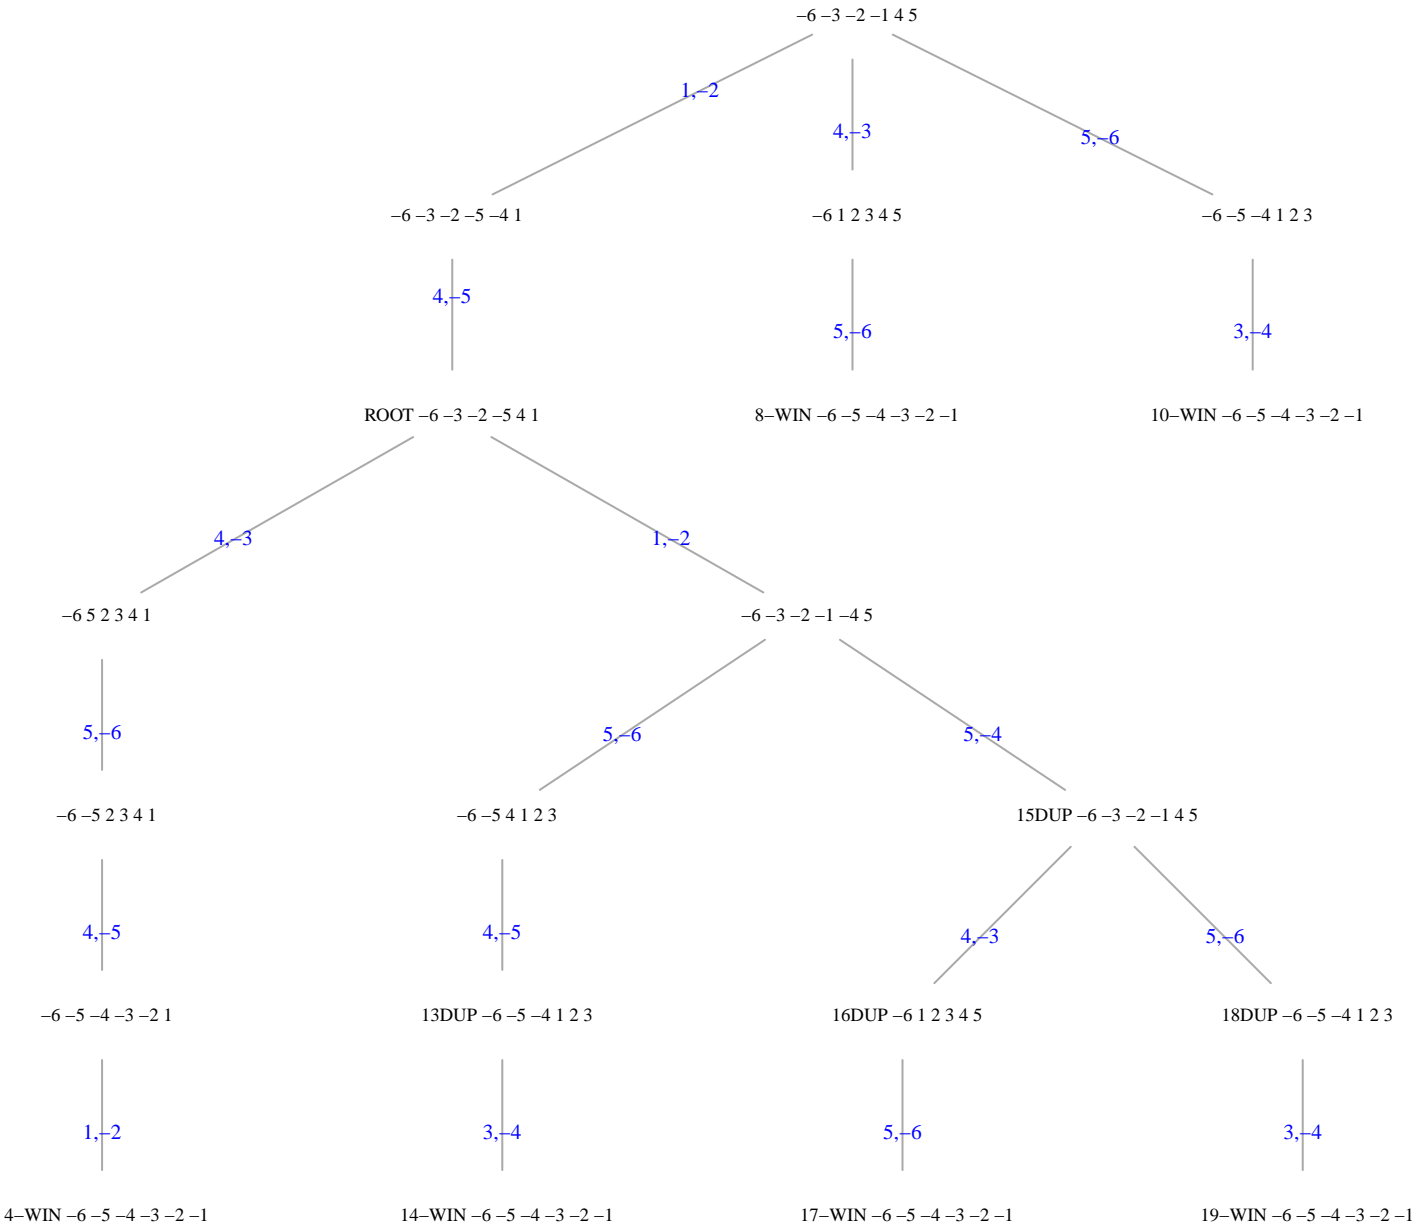 –6 –3 –2 –1 4 5
1,–2
4,–3
5,–6
–6 –3 –2 –5 –4 1
–6 1 2 3 4 5
–6 –5 –4 1 2 3
4,–5
5,–6
3,–4
ROOT –6 –3 –2 –5 4 1
8–WIN –6 –5 –4 –3 –2 –1
10–WIN –6 –5 –4 –3 –2 –1
4,–3
1,–2
–6 5 2 3 4 1
–6 –3 –2 –1 –4 5
5,–6
5,–6
5,–4
–6 –5 2 3 4 1
–6 –5 4 1 2 3
15DUP –6 –3 –2 –1 4 5
4,–5
4,–5
4,–3
5,–6
–6 –5 –4 –3 –2 1
13DUP –6 –5 –4 1 2 3
16DUP –6 1 2 3 4 5
18DUP –6 –5 –4 1 2 3
1,–2
3,–4
5,–6
3,–4
4–WIN –6 –5 –4 –3 –2 –1
14–WIN –6 –5 –4 –3 –2 –1
17–WIN –6 –5 –4 –3 –2 –1
19–WIN –6 –5 –4 –3 –2 –1